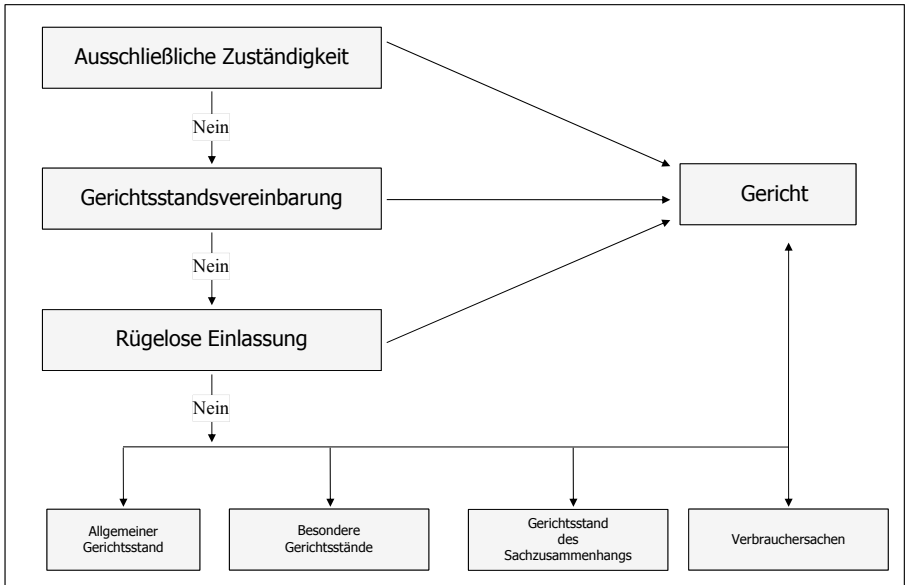 Ausschließliche Zuständigkeit
Nein
Gerichtsstandsvereinbarung
Gericht
Nein
Rügelose Einlassung
Nein
Allgemeiner
Gerichtsstand
Besondere
Gerichtsstände
Gerichtsstand
des
Sachzusammenhangs
Verbrauchersachen